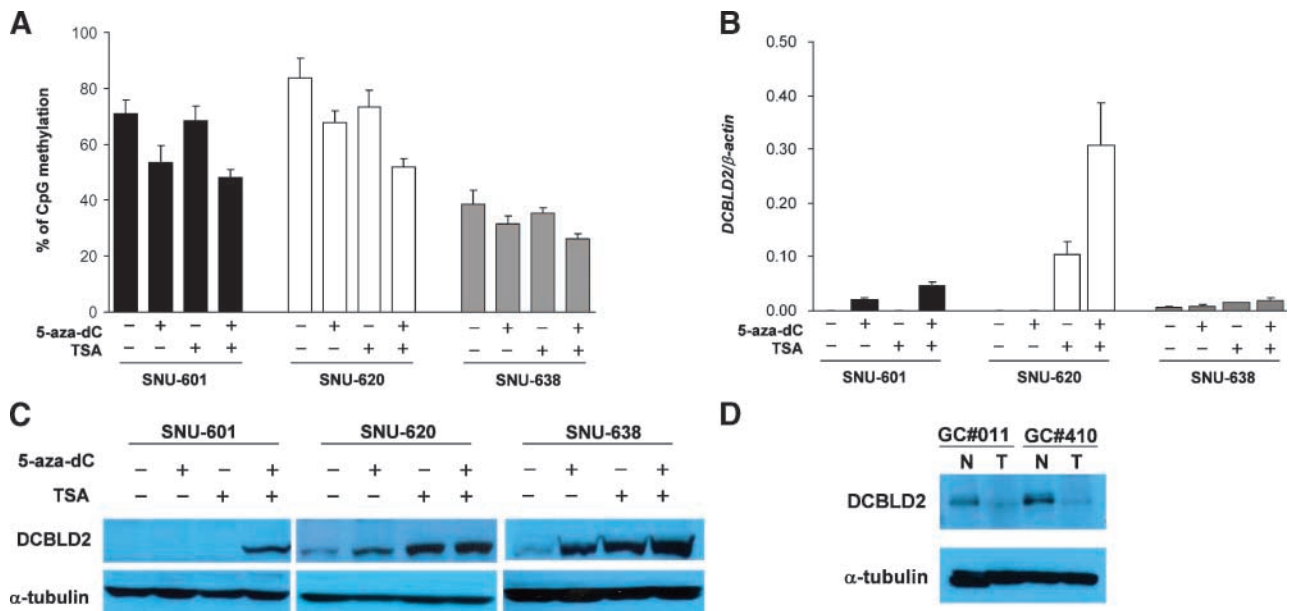 A
% of CpG methylation
100
80
60
40
20
0
5-aza-dC − + − + − + − + − + − +
TSA − − + + − − + + − − + +
SNU-601 SNU-620 SNU-638
B
DCBLD2/β-actin
0.50
0.40
0.30
0.20
0.10
0.00
5-aza-dC − + − + − + − + − + − +
TSA − − + + − − + + − − + +
SNU-601 SNU-620 SNU-638
C
SNU-601 SNU-620 SNU-638
5-aza-dC − + − + − + − + − + − +
TSA − − + + − − + + − − + +
DCBLD2
α-tubulin
D
GC#011 GC#410
N T N T
DCBLD2
α-tubulin